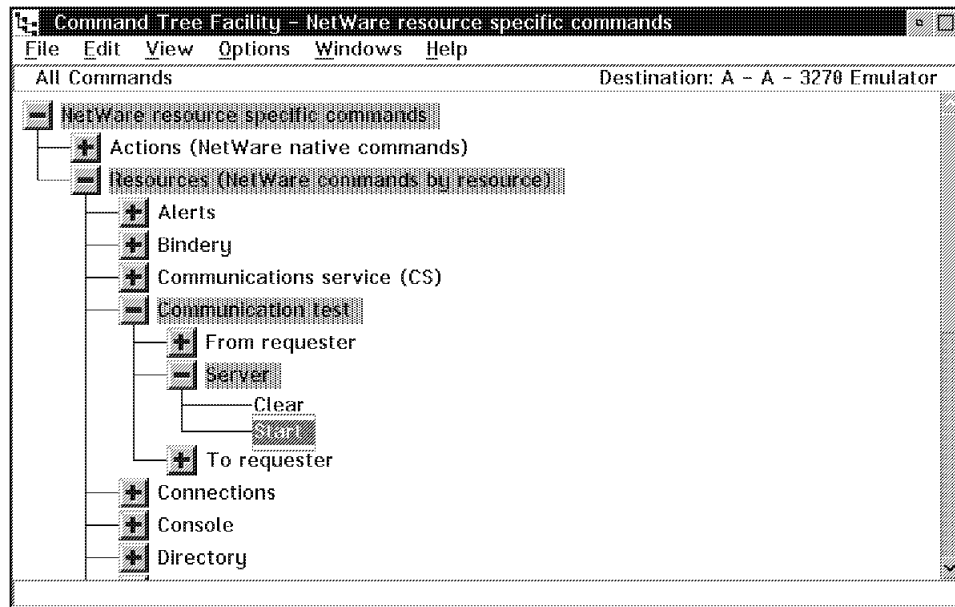 Command Tree Facility - NetWare resource specific commands
File Edit View Options Windows Help
All Commands Destination: A - A - 3270 Emulator
NetWare resource specific commands
Actions (NetWare native commands)
Resources (NetWare commands by resource)
Alerts
Bindery
Communications service (CS)
Communication test
From requester
Server
Clear
Start
To requester
Connections
Console
Directory